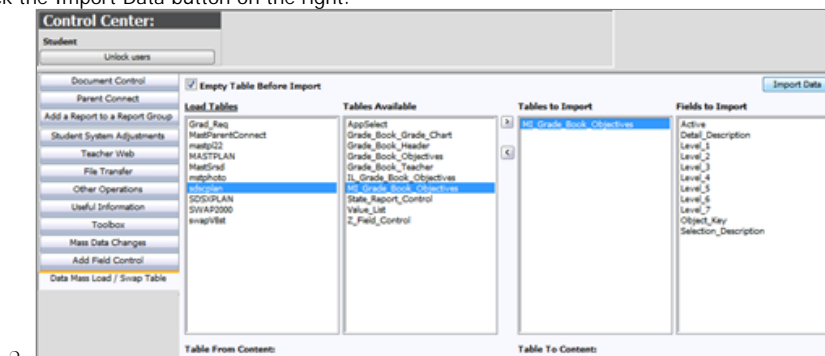 ck the Import Data button on the right.
Control Center:
Student
Unlock users
Document Control
Parent Connect
Add a Report to a Report Group
Student System Adjustments
Teacher Web
File Transfer
Other Operations
Useful Information
Toolbox
Mass Data Changes
Add Field Control
Data Mass Load / Swap Table
Empty Table Before Import
Import Data
Load Tables
Grad_Req
MastParentConnect
mastpl22
MASTPLAN
MastSrsd
mstphoto
sdscplan
SDSXPLAN
SWAP2000
swapVBst
Tables Available
AppSelect
Grade_Book_Grade_Chart
Grade_Book_Header
Grade_Book_Objectives
Grade_Book_Teacher
IL_Grade_Book_Objectives
MI_Grade_Book_Objectives
State_Report_Control
Value_List
Z_Field_Control
>
<
Tables to Import
MI_Grade_Book_Objectives
Fields to Import
Active
Detail_Description
Level_1
Level_2
Level_3
Level_4
Level_5
Level_6
Level_7
Object_Key
Selection_Description
Table From Content:
Table To Content: